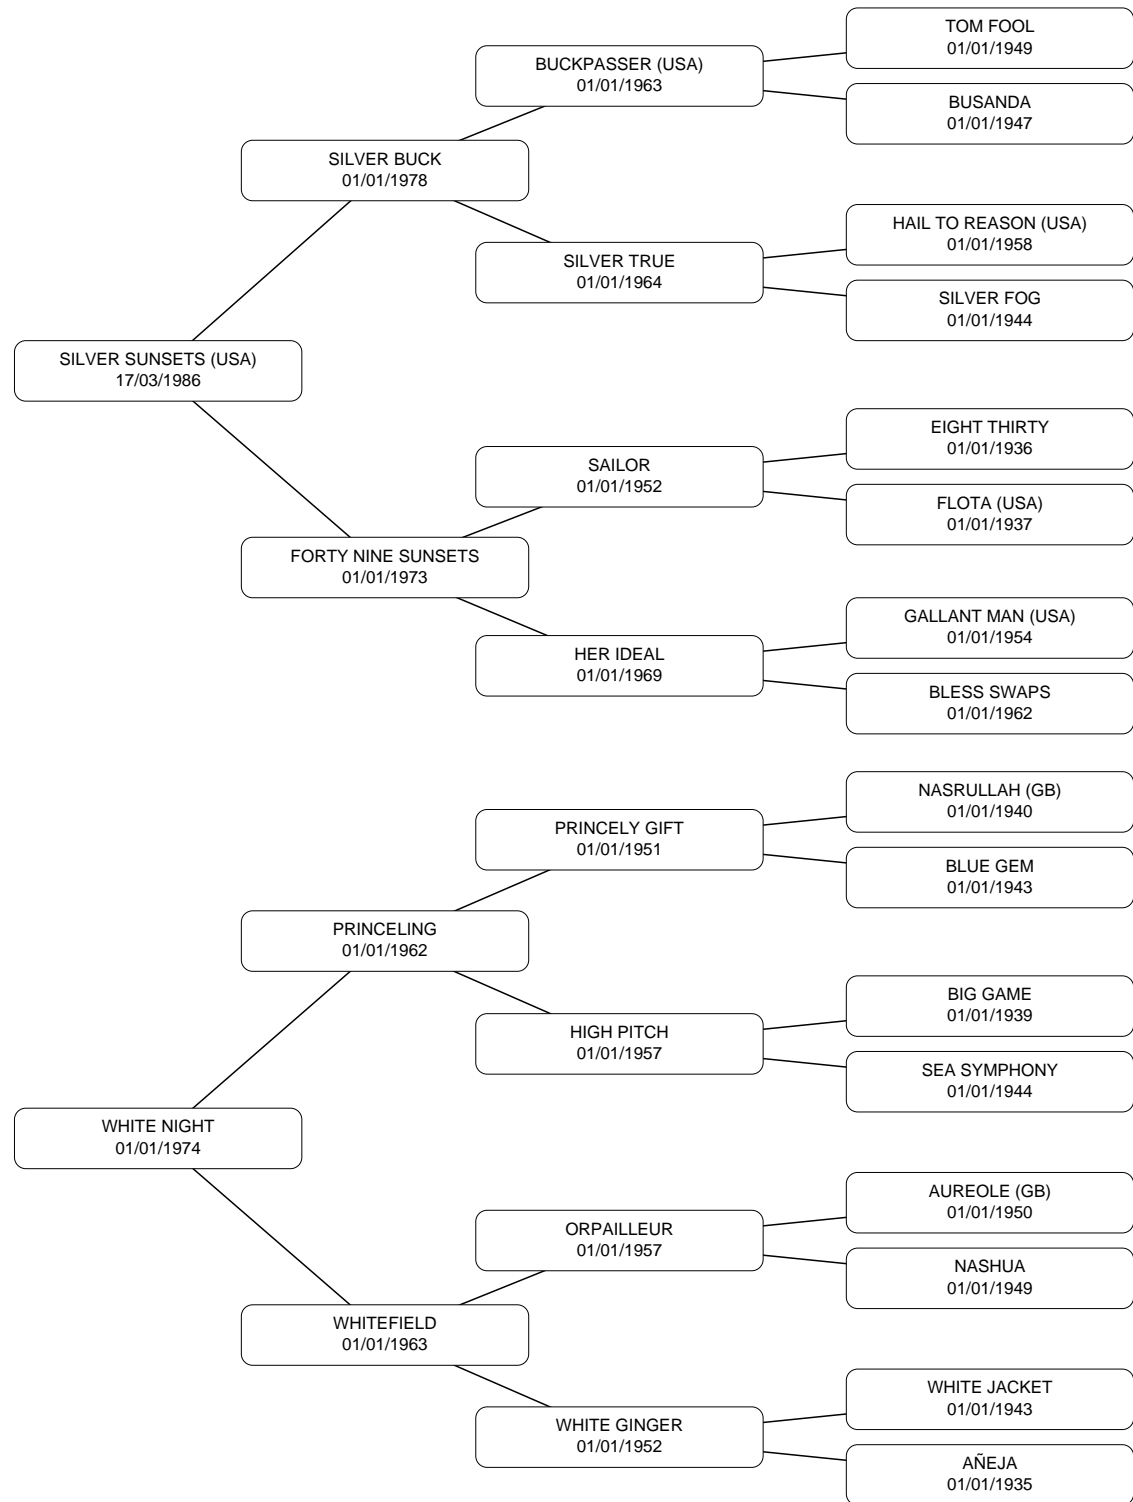 TOM FOOL
01/01/1949
BUCKPASSER (USA)
01/01/1963
BUSANDA
01/01/1947
SILVER BUCK
01/01/1978
HAIL TO REASON (USA)
01/01/1958
SILVER TRUE
01/01/1964
SILVER FOG
01/01/1944
SILVER SUNSETS (USA)
17/03/1986
EIGHT THIRTY
01/01/1936
SAILOR
01/01/1952
FLOTA (USA)
01/01/1937
FORTY NINE SUNSETS
01/01/1973
GALLANT MAN (USA)
01/01/1954
HER IDEAL
01/01/1969
BLESS SWAPS
01/01/1962
NASRULLAH (GB)
01/01/1940
PRINCELY GIFT
01/01/1951
BLUE GEM
01/01/1943
PRINCELING
01/01/1962
BIG GAME
01/01/1939
HIGH PITCH
01/01/1957
SEA SYMPHONY
01/01/1944
WHITE NIGHT
01/01/1974
AUREOLE (GB)
01/01/1950
ORPAILLEUR
01/01/1957
NASHUA
01/01/1949
WHITEFIELD
01/01/1963
WHITE JACKET
01/01/1943
WHITE GINGER
01/01/1952
AÑEJA
01/01/1935